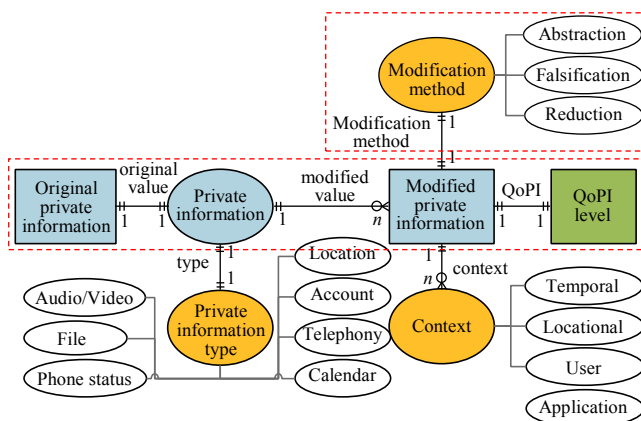 Abstraction
Modification
method
Falsification
Reduction
Modification
method
1
1
original
value
modified
value
QoPI
Original
private
information
1
1
Private
information
1
n
Modified
private
information
1
1
QoPI
level
1
type
1
1
context
n
Location
Audio/Video
Private
information
type
Account
Context
Temporal
File
Telephony
Locational
Phone status
Calendar
User
Application